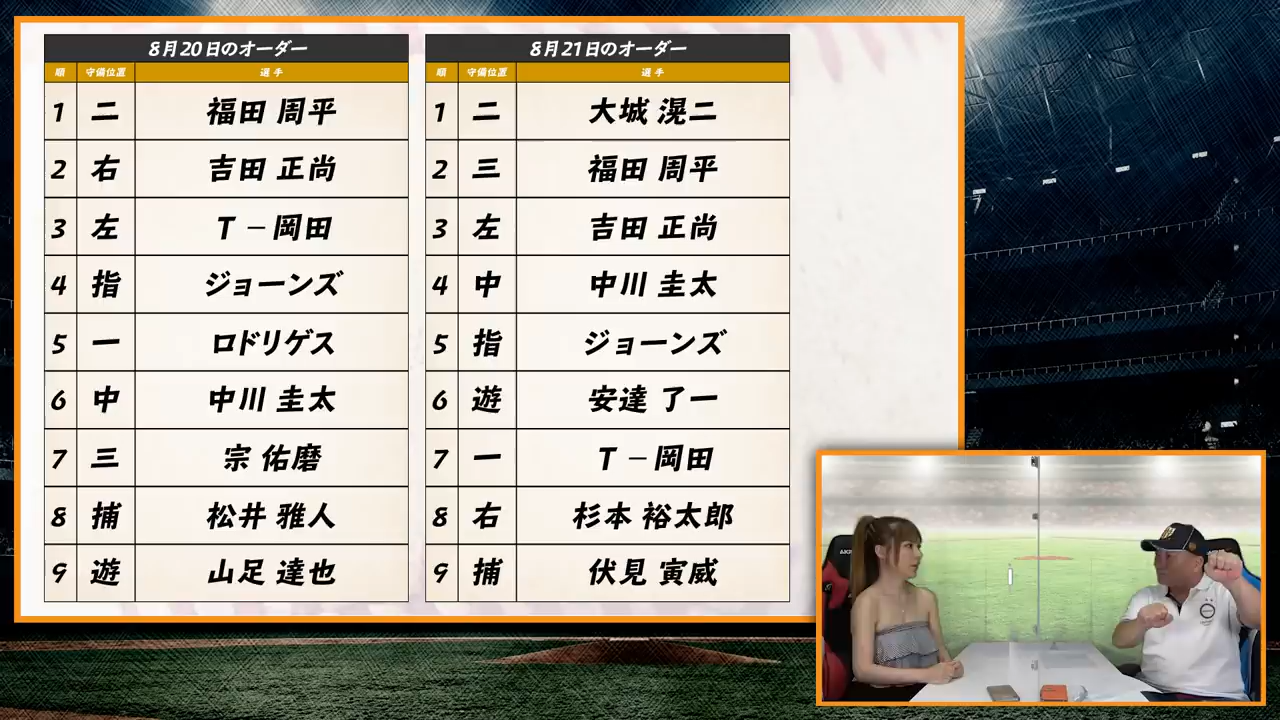 8月20日のオーダー
順 守備位置 選手
1 二 福田 周平
2 右 吉田 正尚
3 左 T－岡田
4 指 ジョーンズ
5 一 ロドリゲス
6 中 中川 圭太
7 三 宗 佑磨
8 捕 松井 雅人
9 遊 山足 達也
8月21日のオーダー
順 守備位置 選手
1 二 大城 滉二
2 三 福田 周平
3 左 吉田 正尚
4 中 中川 圭太
5 指 ジョーンズ
6 遊 安達 了一
7 一 T－岡田
8 右 杉本 裕太郎
9 捕 伏見 寅威